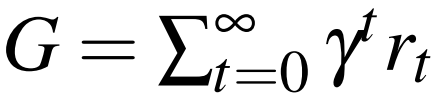 G = ∑_{t=0}^{∞} γ^t r_t